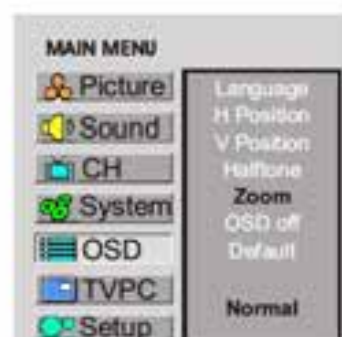 MAIN MENU
Picture
Sound
CH
System
OSD
TVPC
Setup
Language
H Position
V Position
Halftone
Zoom
OSD off
Default
Normal